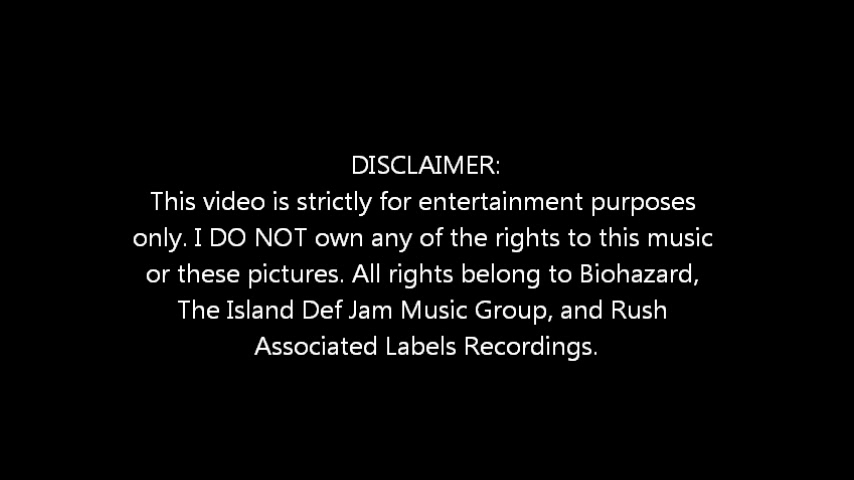 DISCLAIMER:
This video is strictly for entertainment purposes
only. I DO NOT own any of the rights to this music
or these pictures. All rights belong to Biohazard,
The Island Def Jam Music Group, and Rush
Associated Labels Recordings.